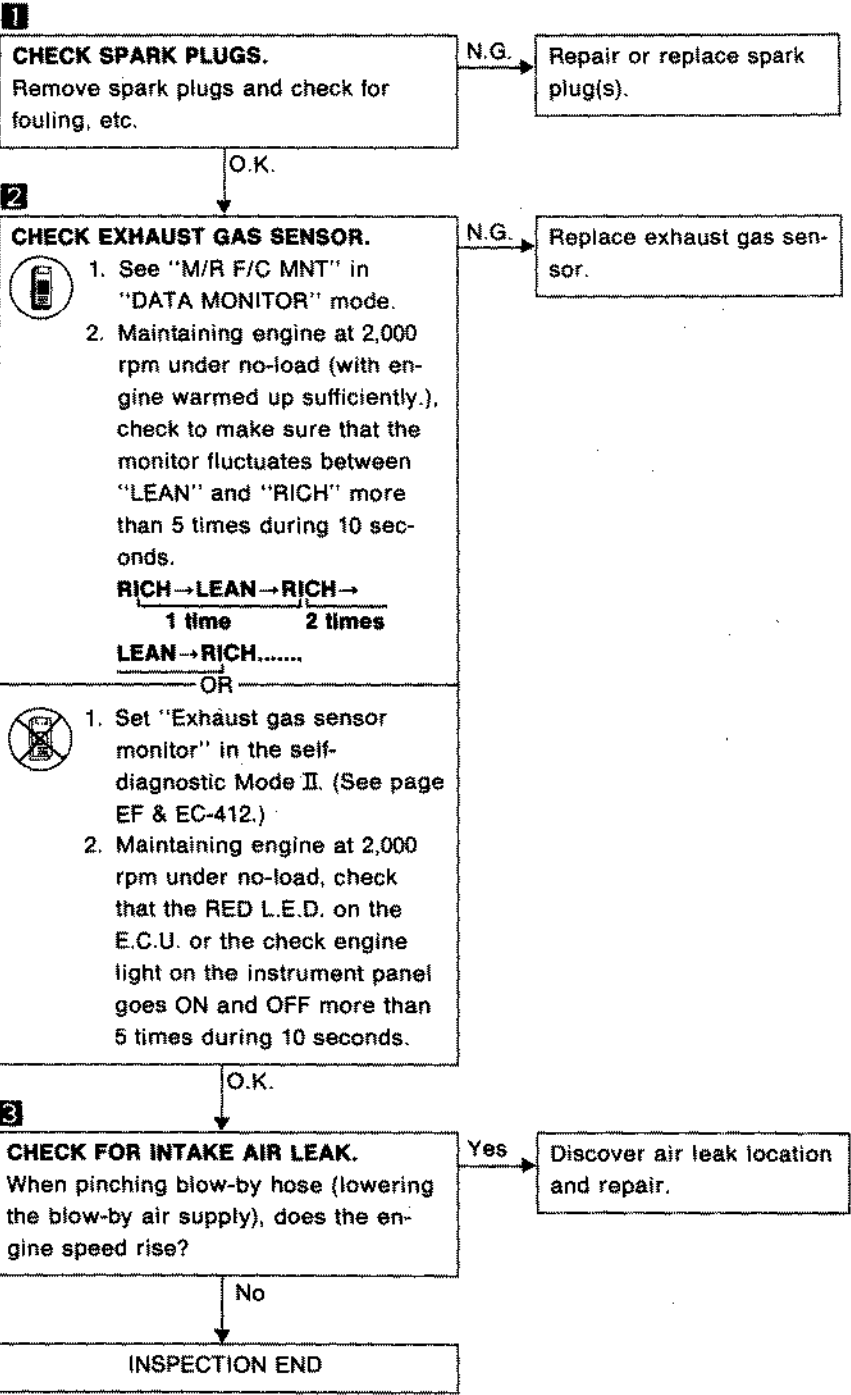 1
CHECK SPARK PLUGS.
Remove spark plugs and check for
fouling, etc.
N.G.
Repair or replace spark
plug(s).
O.K.
2
CHECK EXHAUST GAS SENSOR.
1. See "M/R F/C MNT" in
"DATA MONITOR" mode.
2. Maintaining engine at 2,000
rpm under no-load (with en-
gine warmed up sufficiently.),
check to make sure that the
monitor fluctuates between
"LEAN" and "RICH" more
than 5 times during 10 sec-
onds.
RICH→LEAN→RICH→
1 time 2 times
LEAN→RICH.......
N.G.
Replace exhaust gas sen-
sor.
OR
1. Set "Exhaust gas sensor
monitor" in the self-
diagnostic Mode II. (See page
EF & EC-412.)
2. Maintaining engine at 2,000
rpm under no-load, check
that the RED L.E.D. on the
E.C.U. or the check engine
light on the instrument panel
goes ON and OFF more than
5 times during 10 seconds.
O.K.
3
CHECK FOR INTAKE AIR LEAK.
When pinching blow-by hose (lowering
the blow-by air supply), does the en-
gine speed rise?
Yes
Discover air leak location
and repair.
No
INSPECTION END